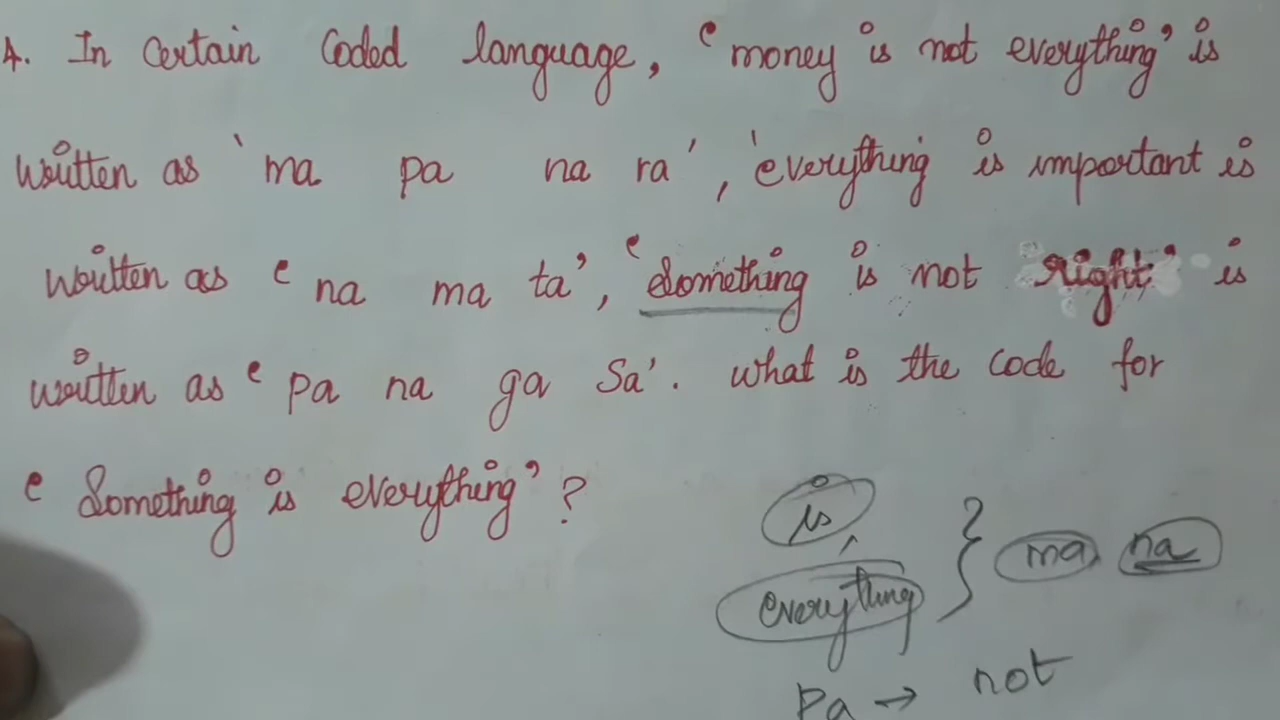 4. In Certain Coded language, ‘money is not everything’ is
written as ‘ma pa na ra’, ‘everything is important is
written as ‘na ma ta’, ‘Something is not right’ is
written as ‘pa na ga Sa’. what is the code for
‘Something is everything’?
is,
everything } ma, na
Pa → not